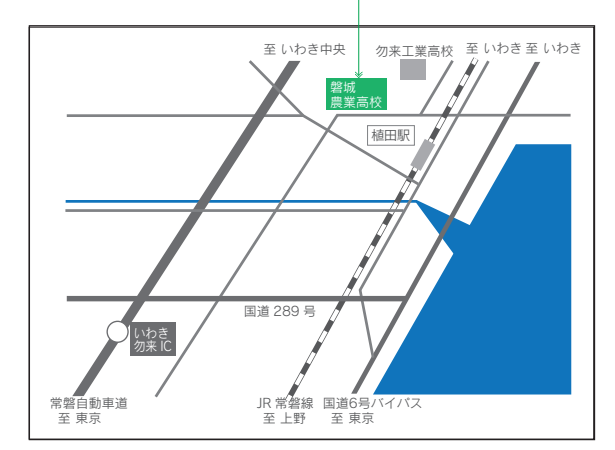 至 いわき中央
勿来工業高校
至 いわき
至 いわき
磐城
農業高校
植田駅
国道 289 号
いわき
勿来 IC
常磐自動車道
至 東京
JR 常磐線
至 上野
国道6号バイパス
至 東京